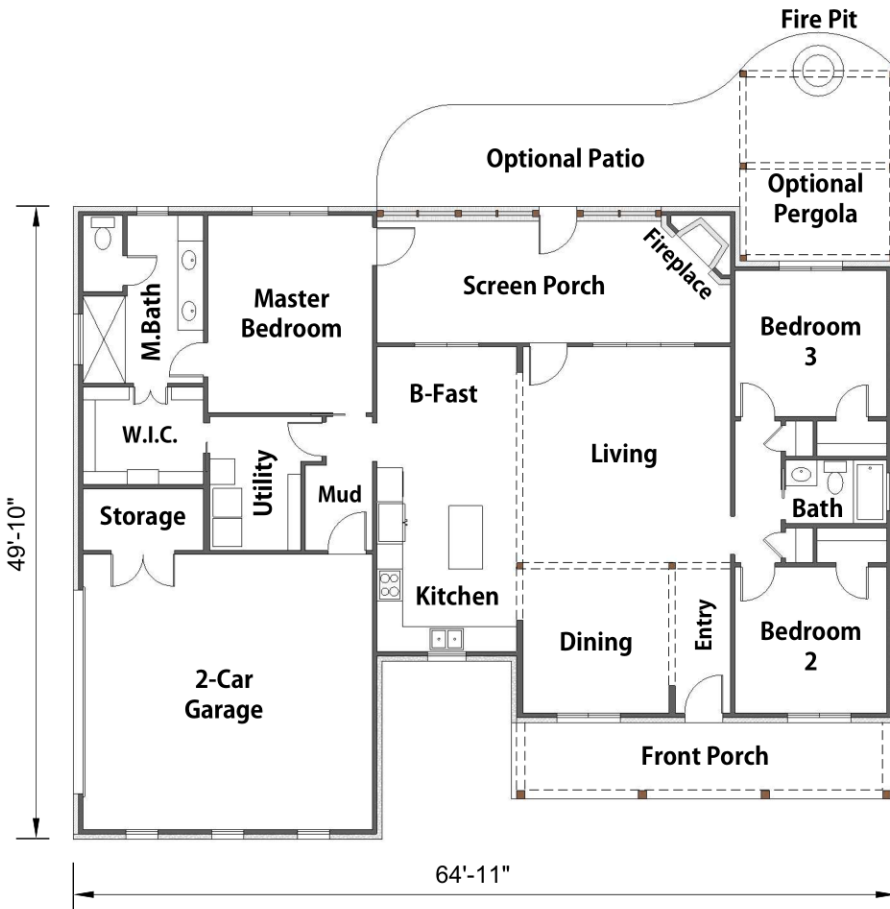 Fire Pit
Optional Patio
Optional
Pergola
Fireplace
Screen Porch
Master
Bedroom
M.Bath
Bedroom
3
B-Fast
W.I.C.
Living
Utility
Mud
Storage
Bath
49'-10"
Kitchen
Dining
Entry
Bedroom
2
2-Car
Garage
Front Porch
64'-11"